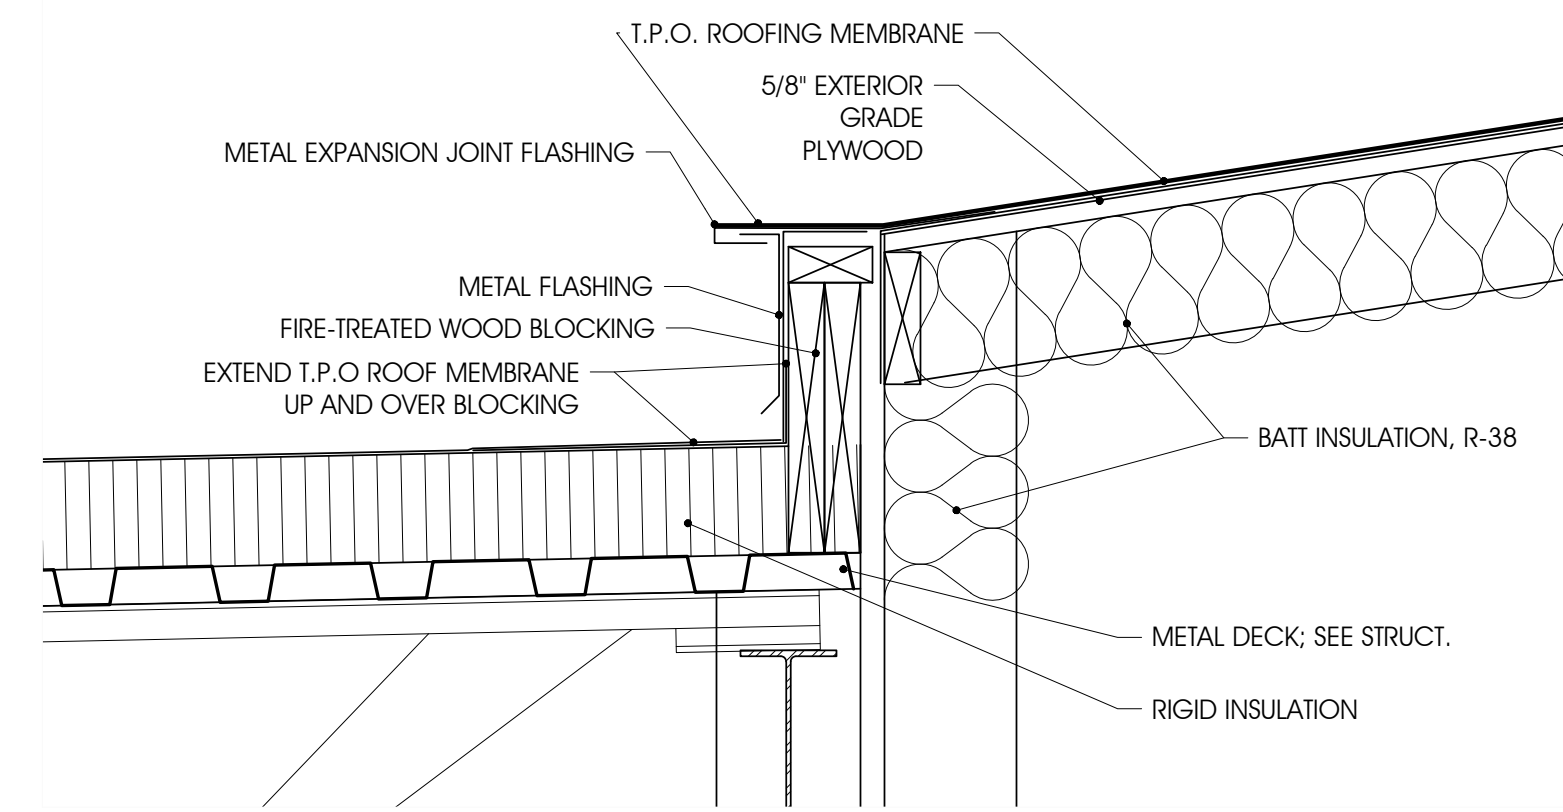 T.P.O. ROOFING MEMBRANE
5/8" EXTERIOR
GRADE
PLYWOOD
METAL EXPANSION JOINT FLASHING
METAL FLASHING
FIRE-TREATED WOOD BLOCKING
EXTEND T.P.O ROOF MEMBRANE
UP AND OVER BLOCKING
BATT INSULATION, R-38
METAL DECK; SEE STRUCT.
RIGID INSULATION